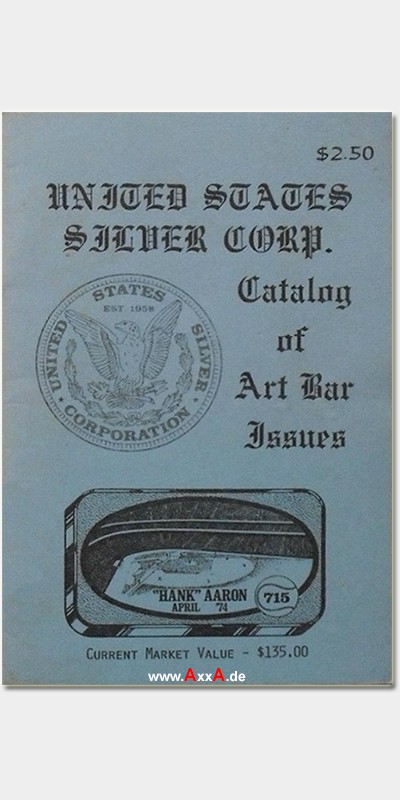 $2.50
UNITED STATES
SILVER CORP.
UNITED STATES SILVER CORPORATION
EST 1958
Catalog
of
Art Bar
Issues
"HANK" AARON
APRIL '74
715
CURRENT MARKET VALUE - $135.00
www.AxxA.de